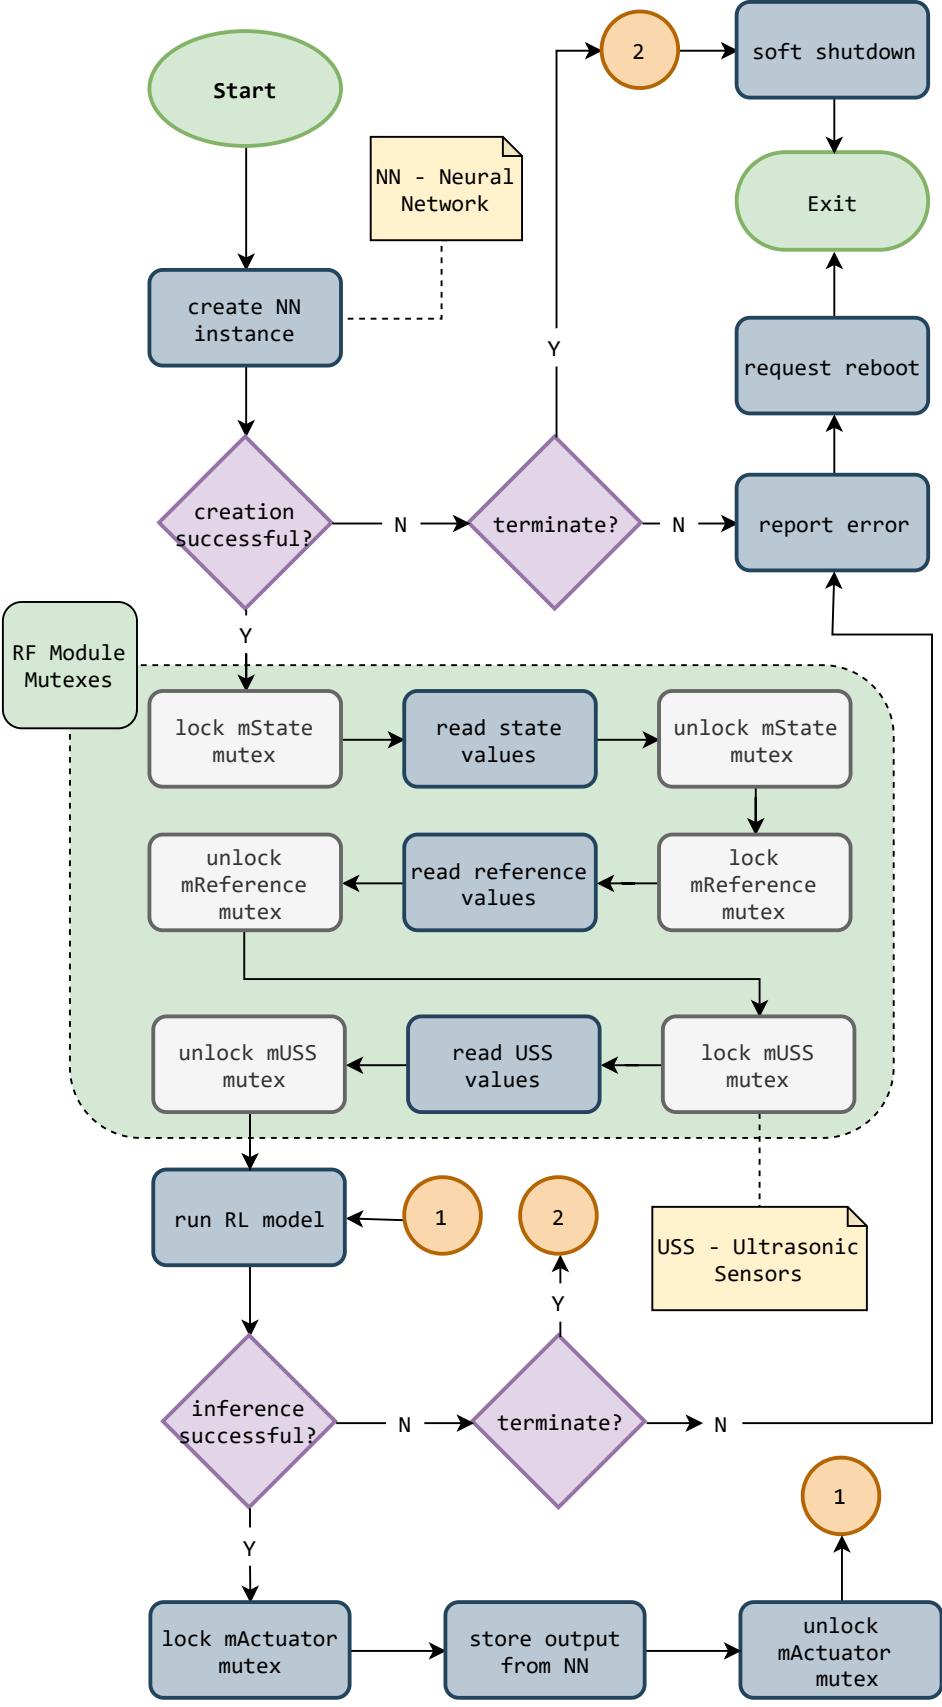 2
soft shutdown
Start
NN - Neural
Network
Exit
create NN
instance
Y
request reboot
creation
successful?
N
terminate?
N
report error
Y
RF Module
Mutexes
lock mState
mutex
read state
values
unlock mState
mutex
unlock
mReference
mutex
read reference
values
lock
mReference
mutex
unlock mUSS
mutex
read USS
values
lock mUSS
mutex
run RL model
1
2
USS - Ultrasonic
Sensors
Y
inference
successful?
N
terminate?
N
1
Y
lock mActuator
mutex
store output
from NN
unlock
mActuator
mutex